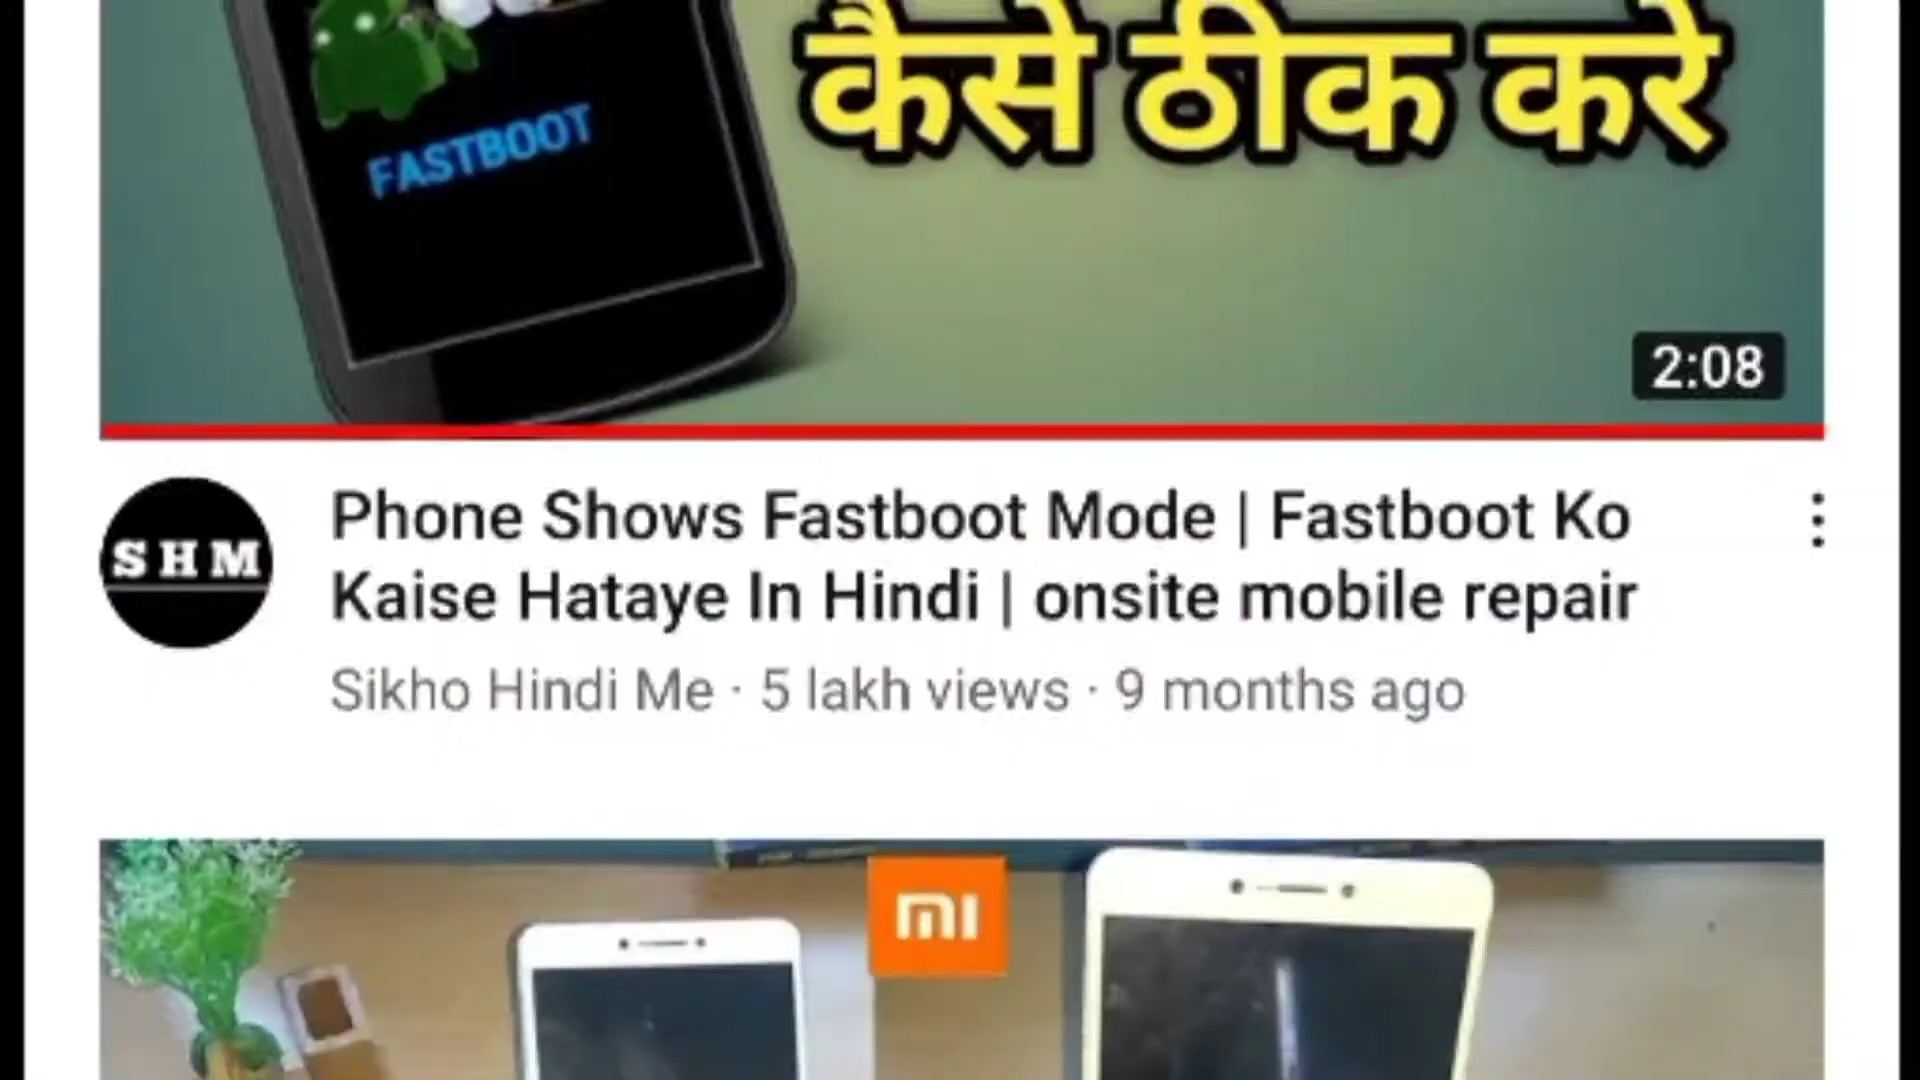 कैसे ठीक करे
FASTBOOT
2:08
SHM
Phone Shows Fastboot Mode | Fastboot Ko
Kaise Hataye In Hindi | onsite mobile repair
Sikho Hindi Me · 5 lakh views · 9 months ago
mi